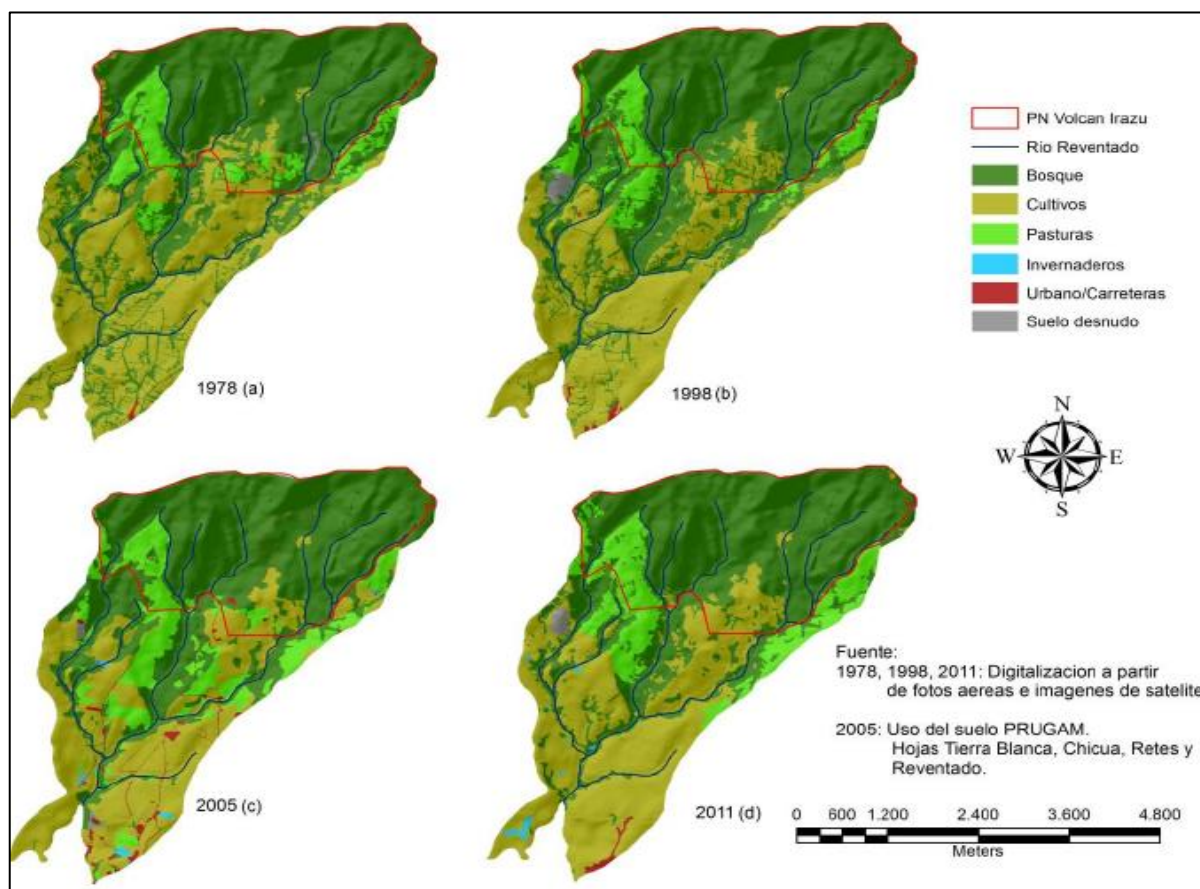 1978 (a)
1998 (b)
PN Volcan Irazu
Rio Reventado
Bosque
Cultivos
Pasturas
Invernaderos
Urbano/Carreteras
Suelo desnudo
N
W
E
S
2005 (c)
2011 (d)
Fuente:
1978, 1998, 2011: Digitalizacion a partir
de fotos aereas e imagenes de satelite
2005: Uso del suelo PRUGAM.
Hojas Tierra Blanca, Chicua, Retes y
Reventado.
0 600 1.200 2.400 3.600 4.800
Meters